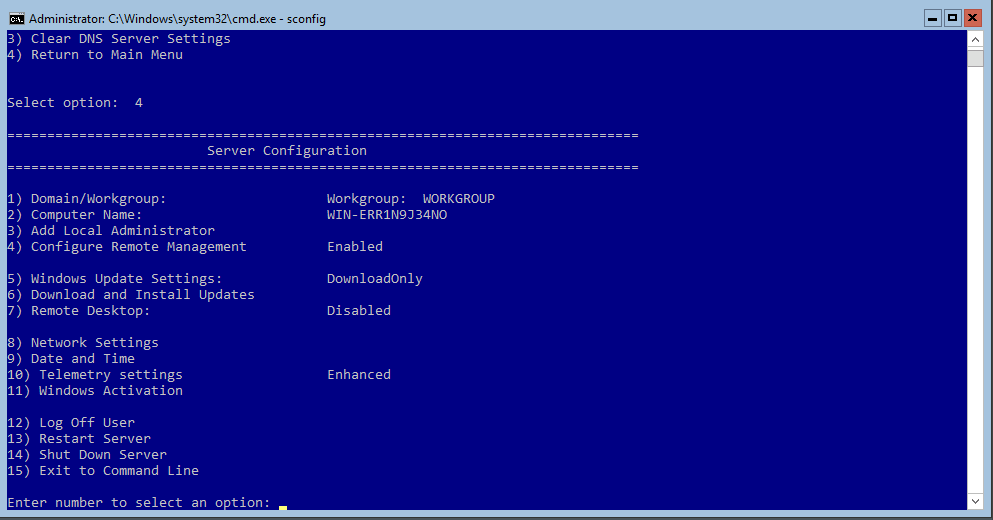 Administrator: C:\Windows\system32\cmd.exe - sconfig
3) Clear DNS Server Settings
4) Return to Main Menu
Select option:  4
===============================================================================
                         Server Configuration
===============================================================================
1) Domain/Workgroup:                    Workgroup:  WORKGROUP
2) Computer Name:                       WIN-ERR1N9J34NO
3) Add Local Administrator
4) Configure Remote Management          Enabled
5) Windows Update Settings:             DownloadOnly
6) Download and Install Updates
7) Remote Desktop:                      Disabled
8) Network Settings
9) Date and Time
10) Telemetry settings                  Enhanced
11) Windows Activation
12) Log Off User
13) Restart Server
14) Shut Down Server
15) Exit to Command Line
Enter number to select an option: